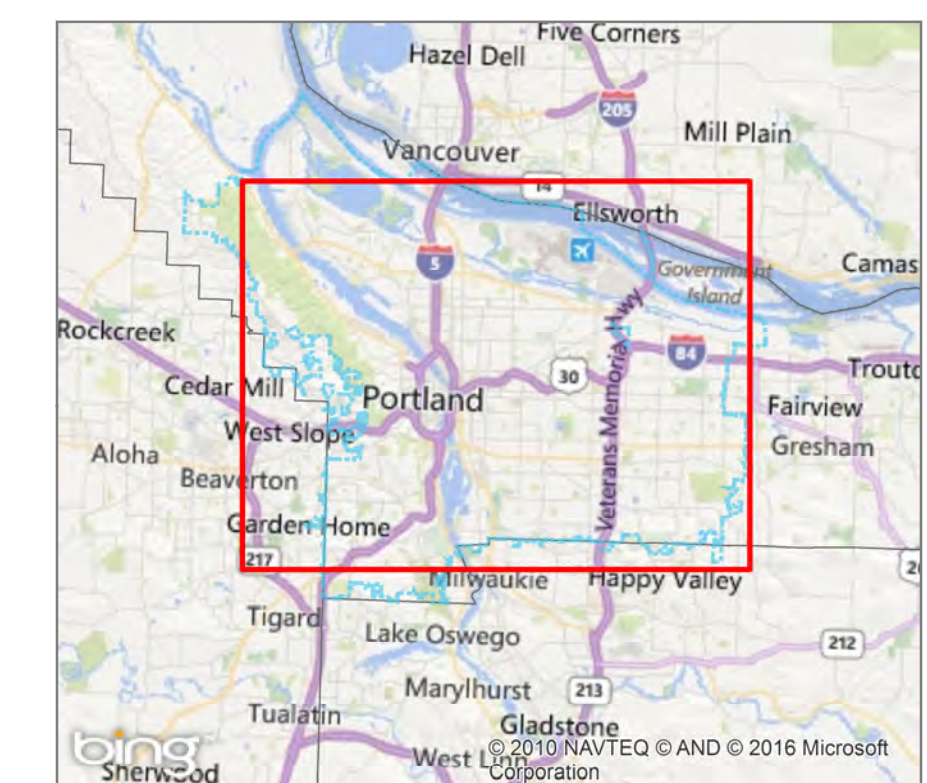 Five Corners
Hazel Dell
205
Mill Plain
Vancouver
14
Ellsworth
5
Government
Island
Camas
Rockcreek
Veterans Memorial Hwy
84
Cedar Mill
30
Portland
Troutd
Fairview
West Slope
Gresham
Aloha
Beaverton
Garden Home
217
Milwaukie
Happy Valley
Tigard
Lake Oswego
212
Marylhurst
213
Tualatin
Gladstone
bing
West Linn
© 2010 NAVTEQ © AND © 2016 Microsoft
Corporation
Sherwood